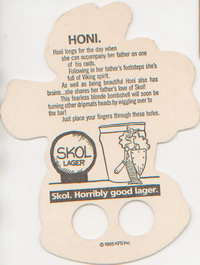 HONI.
Honi longs for the day when
she can accompany her father on one
of his raids.
Following in her father's footsteps she's
full of Viking spirit.
As well as being beautiful Honi also has
brains...she shares her father's love of Skol!
This fearless blonde bombshell will soon be
turning other dripmats heads by wiggling over to
the bar!
Just place your fingers through these holes.
SKOL
LAGER
Skol. Horribly good lager.
© 1986 KFS Inc.